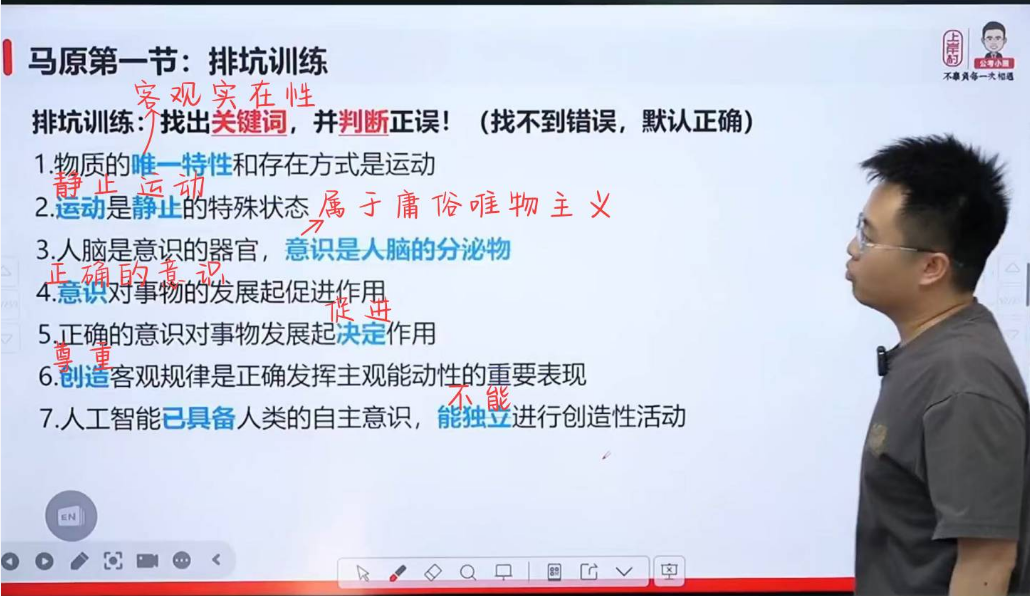 马原第一节：排坑训练
上岸村
公考小周
不辜负每一次相遇
客观实在性
排坑训练：找出关键词，并判断正误！（找不到错误，默认正确）
1.物质的唯一特性和存在方式是运动
静止 运动
2.运动是静止的特殊状态
属于庸俗唯物主义
3.人脑是意识的器官，意识是人脑的分泌物
正确的意识
4.意识对事物的发展起促进作用
促进
5.正确的意识对事物发展起决定作用
尊重
6.创造客观规律是正确发挥主观能动性的重要表现
不能
7.人工智能已具备人类的自主意识，能独立进行创造性活动
EN